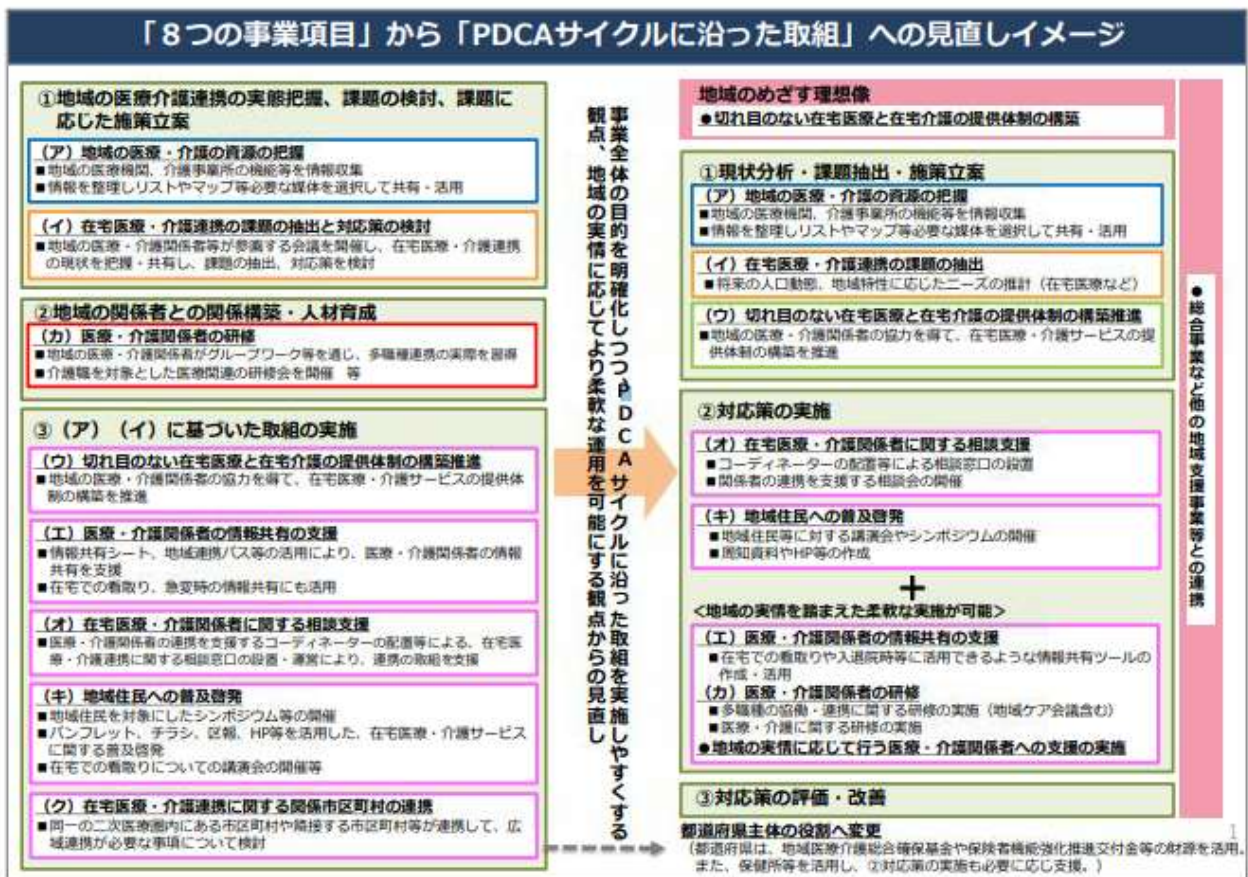 「８つの事業項目」から「PDCAサイクルに沿った取組」への見直しイメージ
①地域の医療介護連携の実態把握、課題の検討、課題に
応じた施策立案
（ア）地域の医療・介護の資源の把握
■地域の医療機関、介護事業所の機能等を情報収集
■情報を整理しリストやマップ等必要な媒体を選択して共有・活用
（イ）在宅医療・介護連携の課題の抽出と対応策の検討
■地域の医療・介護関係者等が参画する会議を開催し、在宅医療・介護連携
の現状を把握・共有し、課題の抽出、対応策を検討
②地域の関係者との関係構築・人材育成
（カ）医療・介護関係者の研修
■地域の医療・介護関係者がグループワーク等を通じ、多職種連携の実際を習得
■介護職を対象とした医療関連の研修会を開催　等
③（ア）（イ）に基づいた取組の実施
（ウ）切れ目のない在宅医療と在宅介護の提供体制の構築推進
■地域の医療・介護関係者の協力を得て、在宅医療・介護サービスの提供体
制の構築を推進
（エ）医療・介護関係者の情報共有の支援
■情報共有シート、地域連携パス等の活用により、医療・介護関係者の情報
共有を支援
■在宅での看取り、急変時の情報共有にも活用
（オ）在宅医療・介護関係者に関する相談支援
■医療・介護関係者の連携を支援するコーディネーターの配置等による、在宅医
療・介護連携に関する相談窓口の設置・運営により、連携の取組を支援
（キ）地域住民への普及啓発
■地域住民を対象にしたシンポジウム等の開催
■パンフレット、チラシ、区報、HP等を活用した、在宅医療・介護サービス
に関する普及啓発
■在宅での看取りについての講演会の開催等
（ク）在宅医療・介護連携に関する関係市区町村の連携
■同一の二次医療圏内にある市区町村や隣接する市区町村等が連携して、広
域連携が必要な事項について検討
事業全体の目的を明確化しつつPDCAサイクルに沿った取組を実施しやすくする
観点、地域の実情に応じてより柔軟な運用を可能にする観点からの見直し
地域のめざす理想像
●切れ目のない在宅医療と在宅介護の提供体制の構築
①現状分析・課題抽出・施策立案
（ア）地域の医療・介護の資源の把握
■地域の医療機関、介護事業所の機能等を情報収集
■情報を整理しリストやマップ等必要な媒体を選択して共有・活用
（イ）在宅医療・介護連携の課題の抽出
■将来の人口動態、地域特性に応じたニーズの推計（在宅医療など）
（ウ）切れ目のない在宅医療と在宅介護の提供体制の構築推進
■地域の医療・介護関係者の協力を得て、在宅医療・介護サービスの提
供体制の構築を推進
②対応策の実施
（オ）在宅医療・介護関係者に関する相談支援
■コーディネーターの配置等による相談窓口の設置
■関係者の連携を支援する相談会の開催
（キ）地域住民への普及啓発
■地域住民等に対する講演会やシンポジウムの開催
■周知資料やHP等の作成
＋
<地域の実情を踏まえた柔軟な実施が可能>
（エ）医療・介護関係者の情報共有の支援
■在宅での看取りや入退院時等に活用できるような情報共有ツールの
作成・活用
（カ）医療・介護関係者の研修
■多職種の協働・連携に関する研修の実施（地域ケア会議含む）
■医療・介護に関する研修の実施
●地域の実情に応じて行う医療・介護関係者への支援の実施
③対応策の評価・改善
●総合事業など他の地域支援事業等との連携
都道府県主体の役割へ変更
（都道府県は、地域医療介護総合確保基金や保険者機能強化推進交付金等の財源を活用。
また、保健所等を活用し、②対応策の実施も必要に応じ支援。）
1